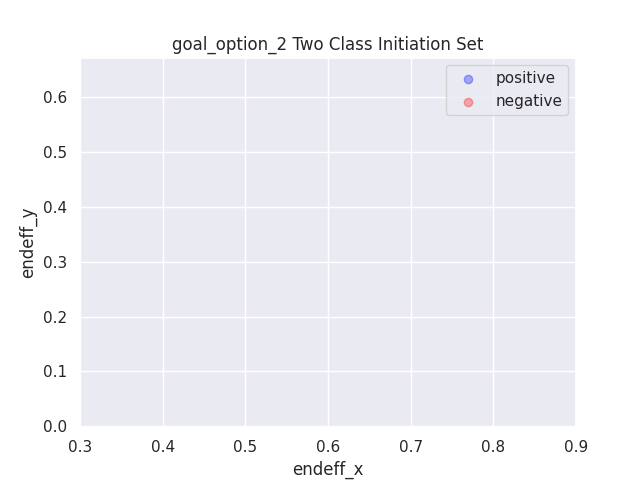 goal_option_2 Two Class Initiation Set
positive
negative
endeff_y
0.6
0.5
0.4
0.3
0.2
0.1
0.0
0.3 0.4 0.5 0.6 0.7 0.8 0.9
endeff_x